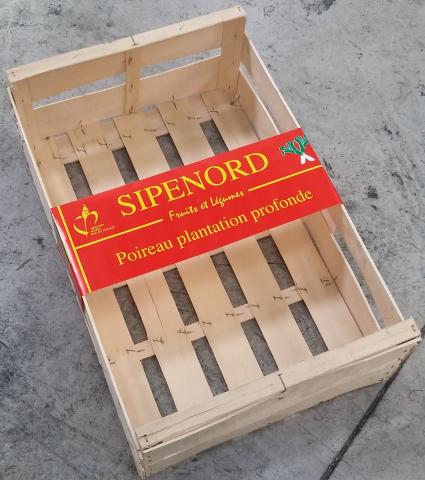 SIPENORD
Fruits et Légumes
Poireau plantation profonde